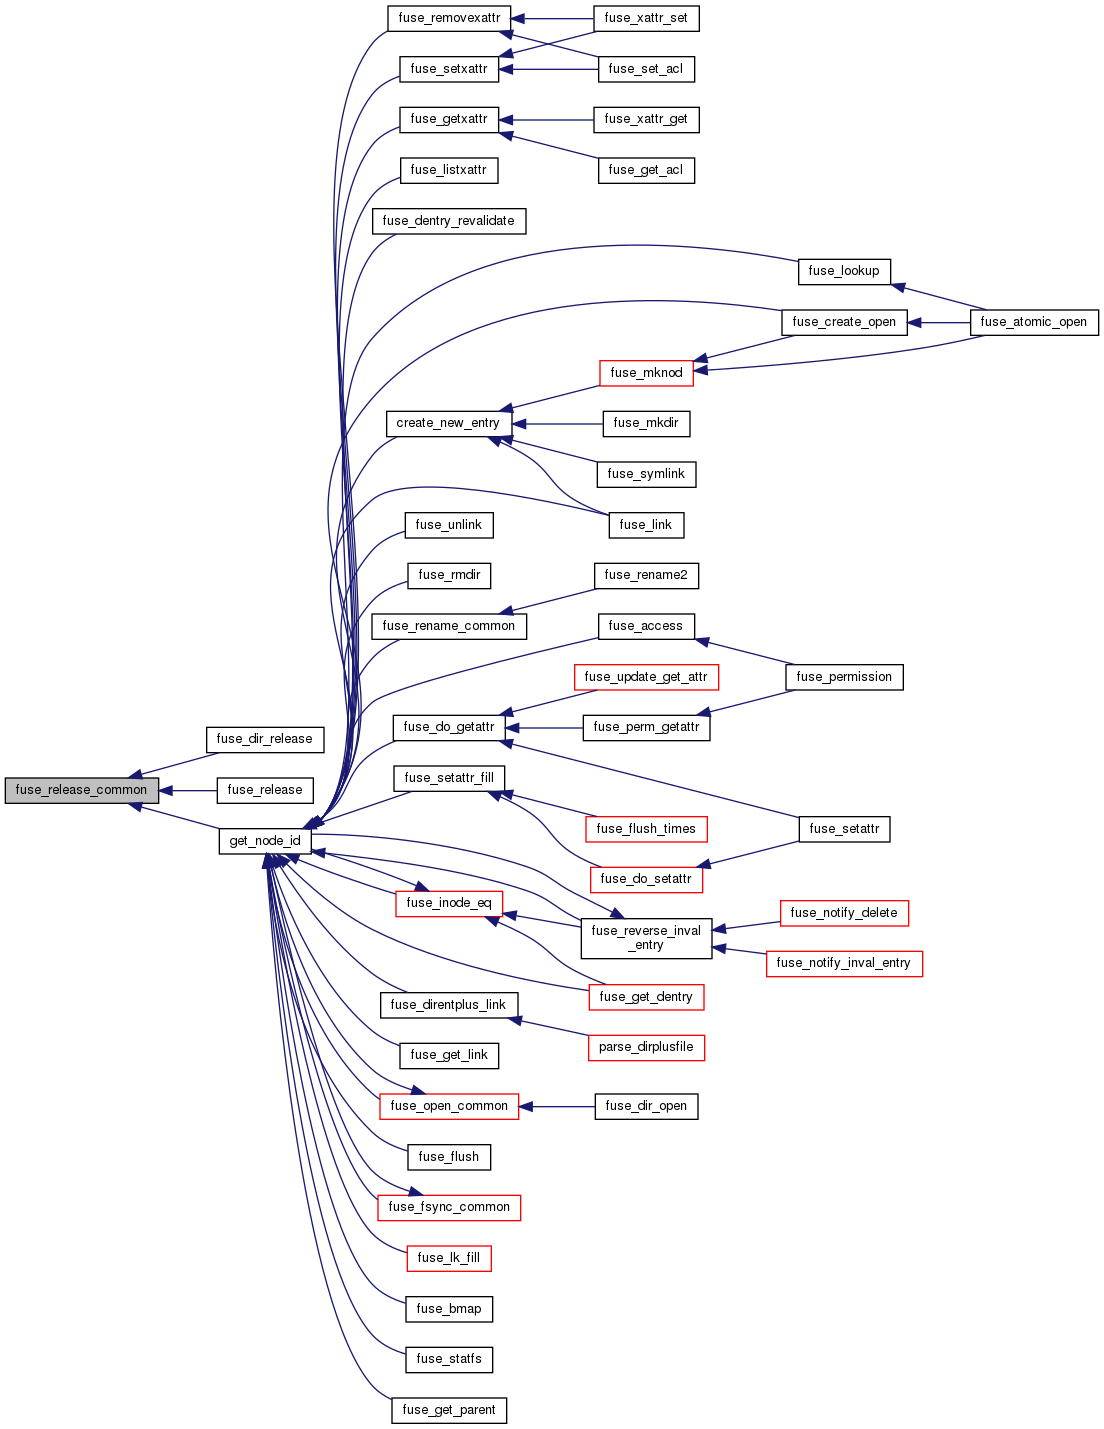 fuse_removexattr
fuse_xattr_set
fuse_setxattr
fuse_set_acl
fuse_getxattr
fuse_xattr_get
fuse_listxattr
fuse_get_acl
fuse_dentry_revalidate
fuse_lookup
fuse_create_open
fuse_atomic_open
fuse_mknod
create_new_entry
fuse_mkdir
fuse_symlink
fuse_unlink
fuse_link
fuse_rmdir
fuse_rename2
fuse_rename_common
fuse_access
fuse_update_get_attr
fuse_permission
fuse_do_getattr
fuse_perm_getattr
fuse_dir_release
fuse_setattr_fill
fuse_release_common
fuse_release
fuse_flush_times
fuse_setattr
get_node_id
fuse_do_setattr
fuse_inode_eq
fuse_notify_delete
fuse_reverse_inval
_entry
fuse_notify_inval_entry
fuse_get_dentry
fuse_direntplus_link
parse_dirplusfile
fuse_get_link
fuse_open_common
fuse_dir_open
fuse_flush
fuse_fsync_common
fuse_lk_fill
fuse_bmap
fuse_statfs
fuse_get_parent